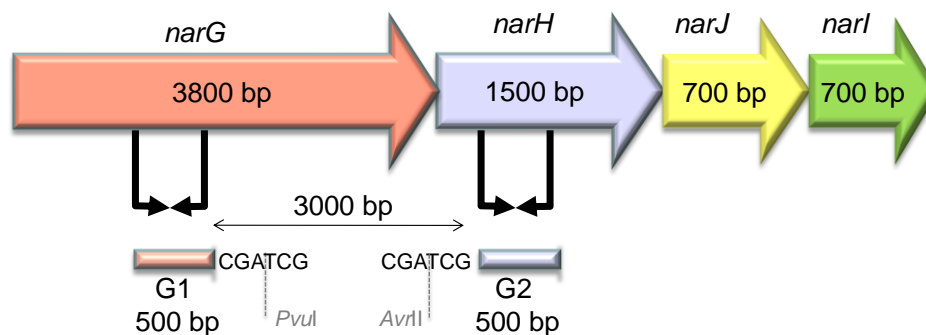 narG narH narJ narI
3800 bp 1500 bp 700 bp 700 bp
3000 bp
CGATCG CGATCG
G1 G2
500 bp PvuI AvrII 500 bp